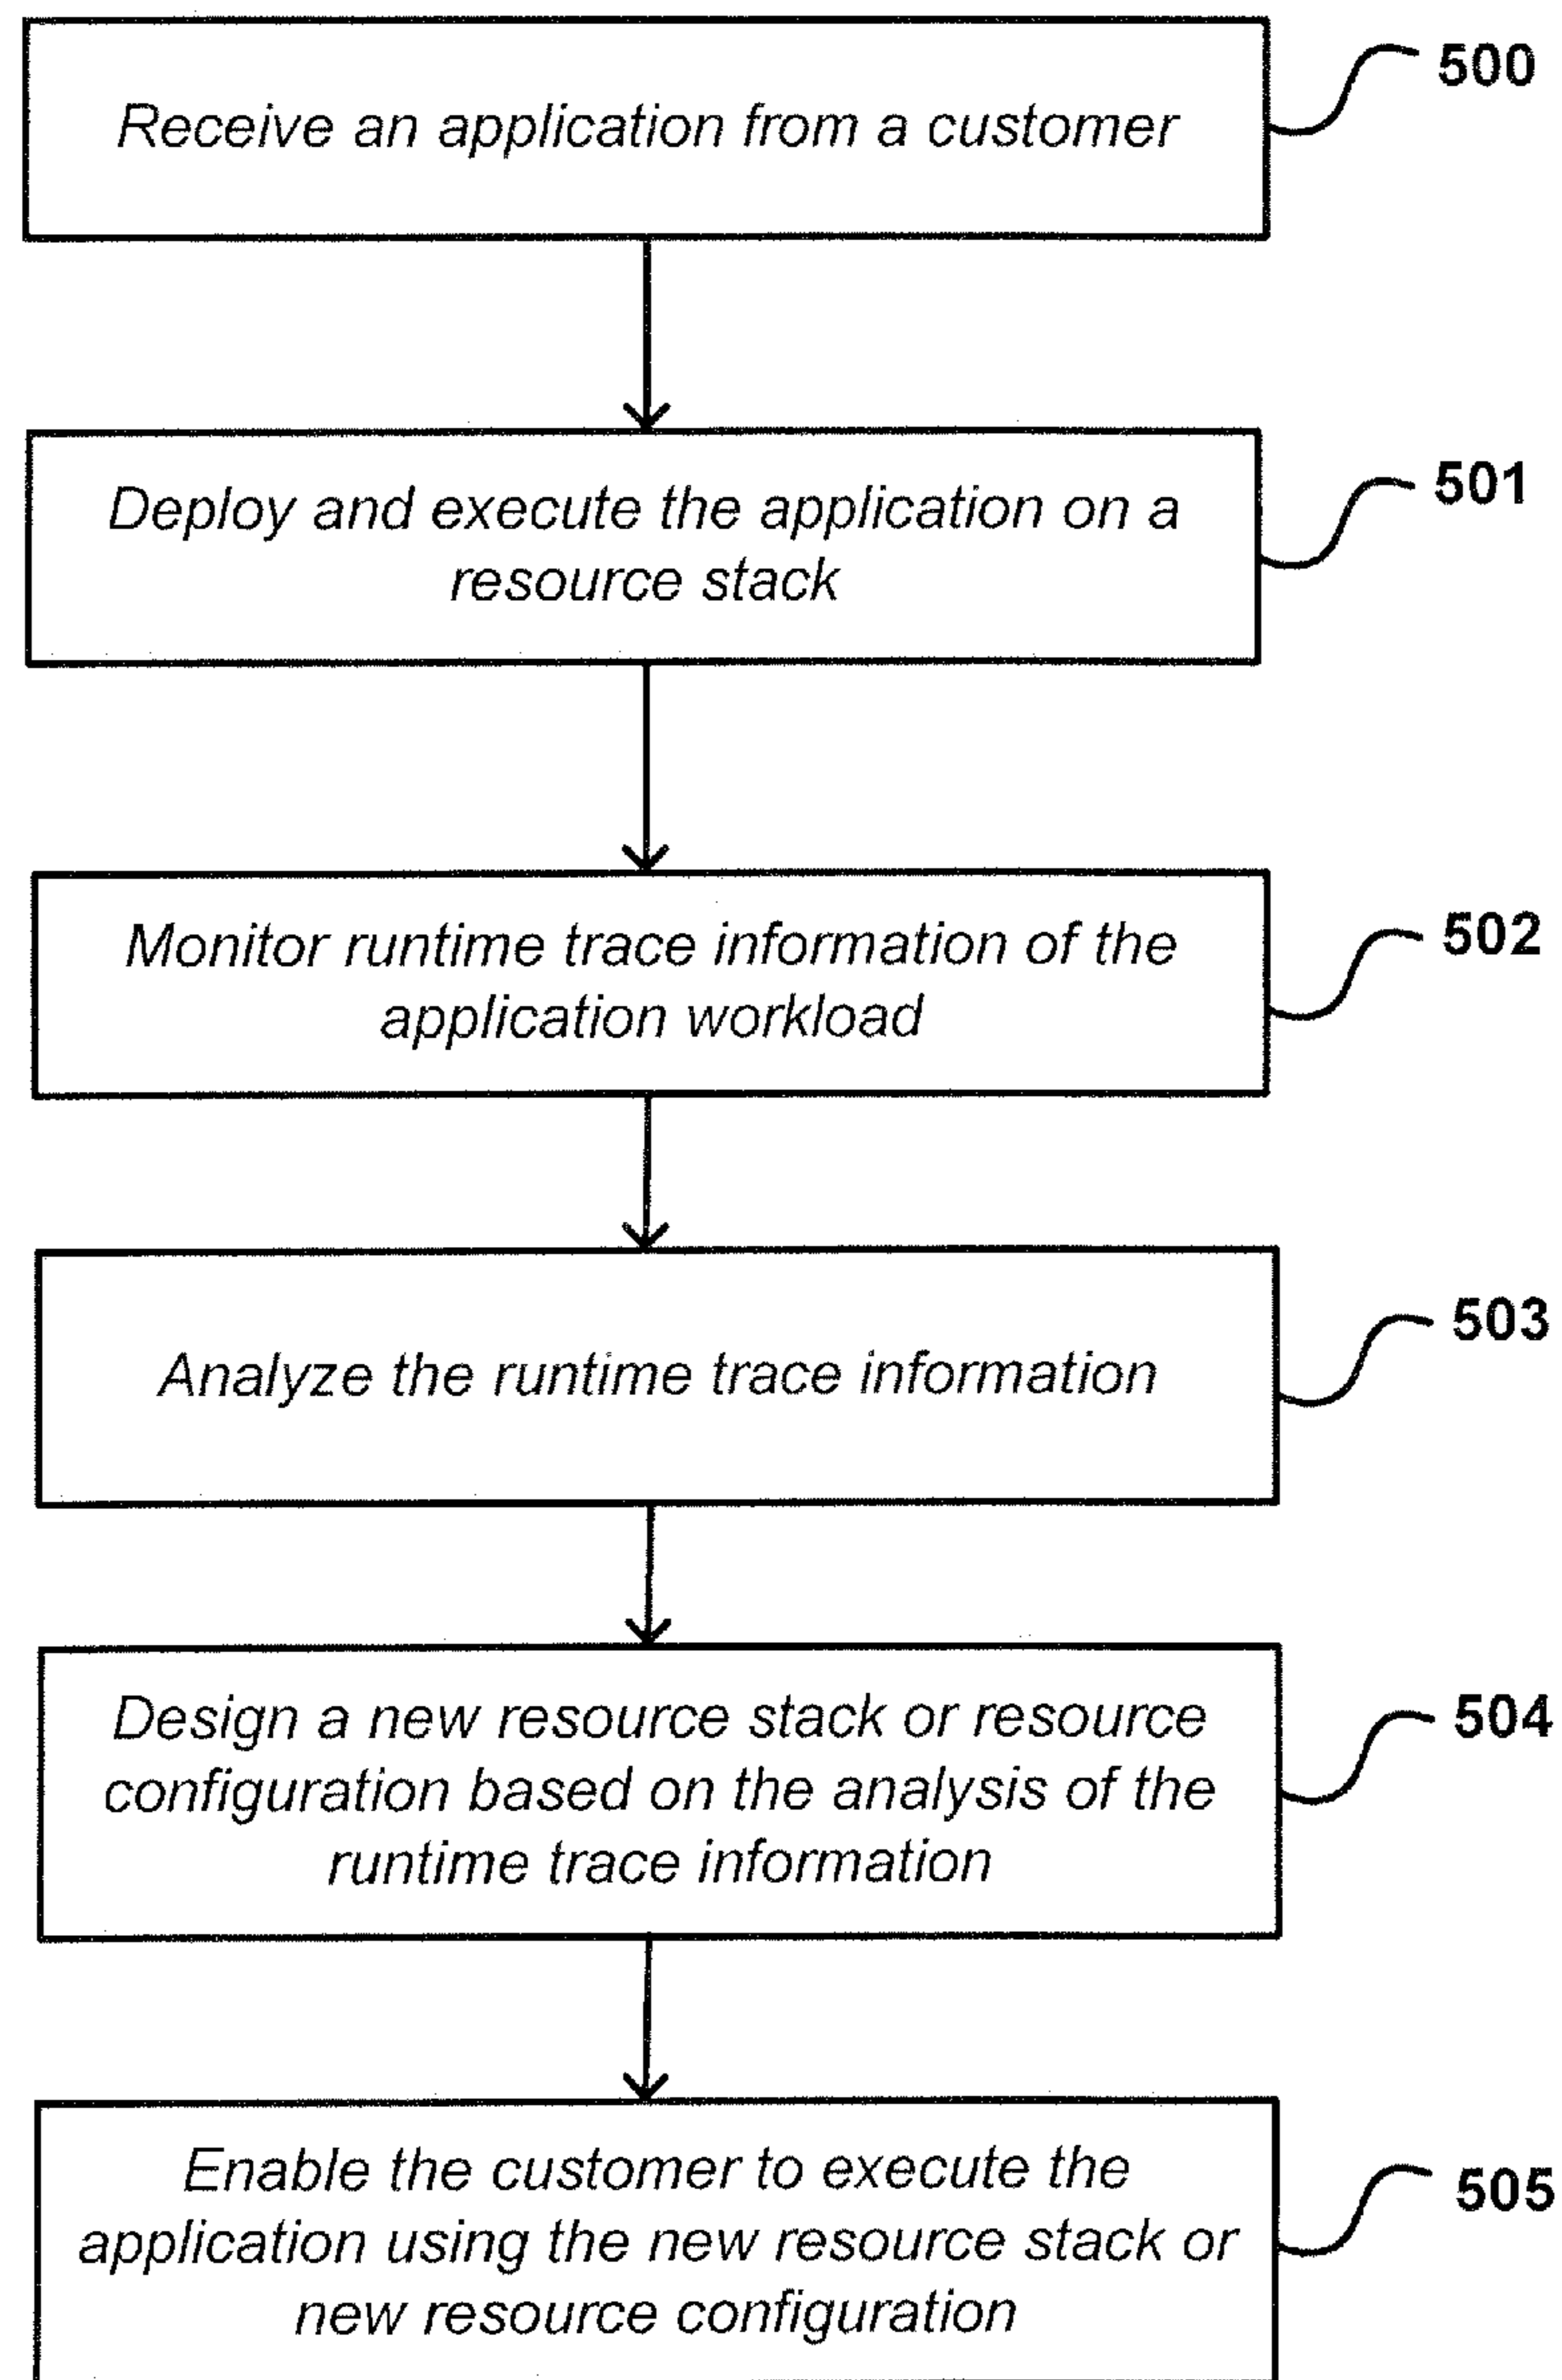 Receive an application from a customer
500
Deploy and execute the application on a
resource stack
501
Monitor runtime trace information of the
application workload
502
Analyze the runtime trace information
503
Design a new resource stack or resource
configuration based on the analysis of the
runtime trace information
504
Enable the customer to execute the
application using the new resource stack or
new resource configuration
505